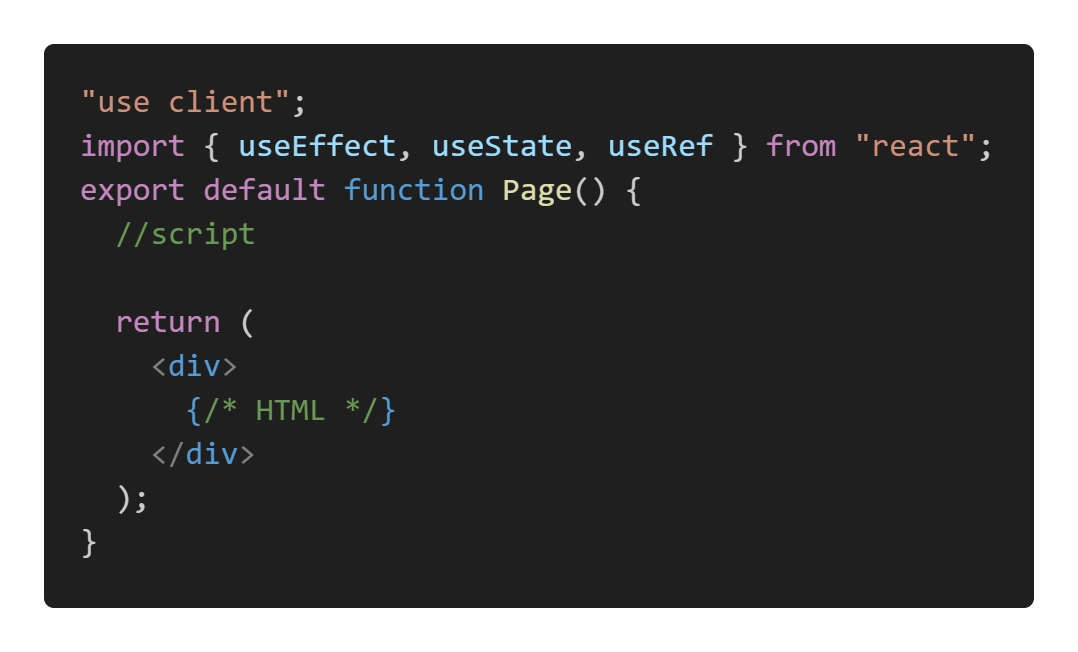 "use client";
import { useEffect, useState, useRef } from "react";
export default function Page() {
  //script

  return (
    <div>
      {/* HTML */}
    </div>
  );
}